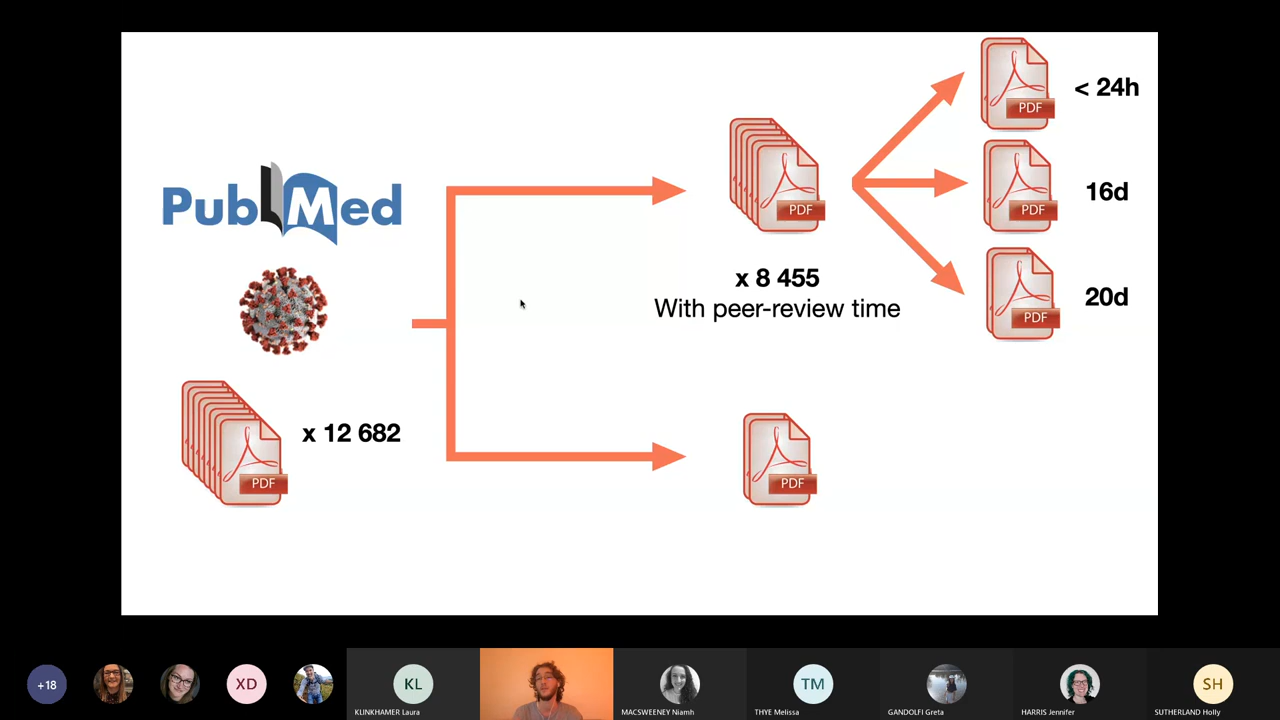 PubMed
x 12 682
PDF
x 8 455
With peer-review time
PDF
< 24h
PDF
16d
PDF
20d
PDF
PDF
+18
XD
KL
KLINKHAMER Laura
MACSWEENEY Niamh
TM
THYE Melissa
GANDOLFI Greta
HARRIS Jennifer
SH
SUTHERLAND Holly